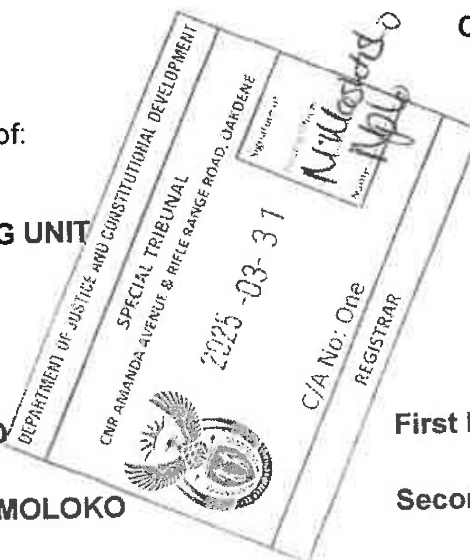 C
of:
G UNIT
DEPARTMENT OF JUSTICE AND CONSTITUTIONAL DEVELOPMENT
SPECIAL TRIBUNAL
CNR AMANDA AVENUE & RIFLE RANGE ROAD, OAKDENE
2025 -03- 31
C/A No: One
REGISTRAR
First
MOLOKO
Secon